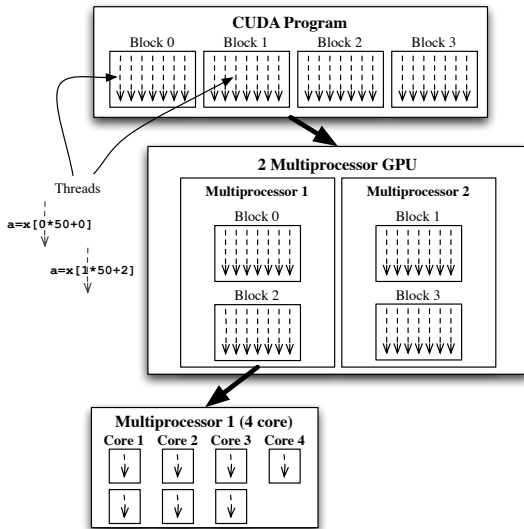 CUDA Program
Block 0 Block 1 Block 2 Block 3
Threads
a=x[0*50+0]
a=x[1*50+2]
2 Multiprocessor GPU
Multiprocessor 1 Multiprocessor 2
Block 0 Block 1
Block 2 Block 3
Multiprocessor 1 (4 core)
Core 1 Core 2 Core 3 Core 4